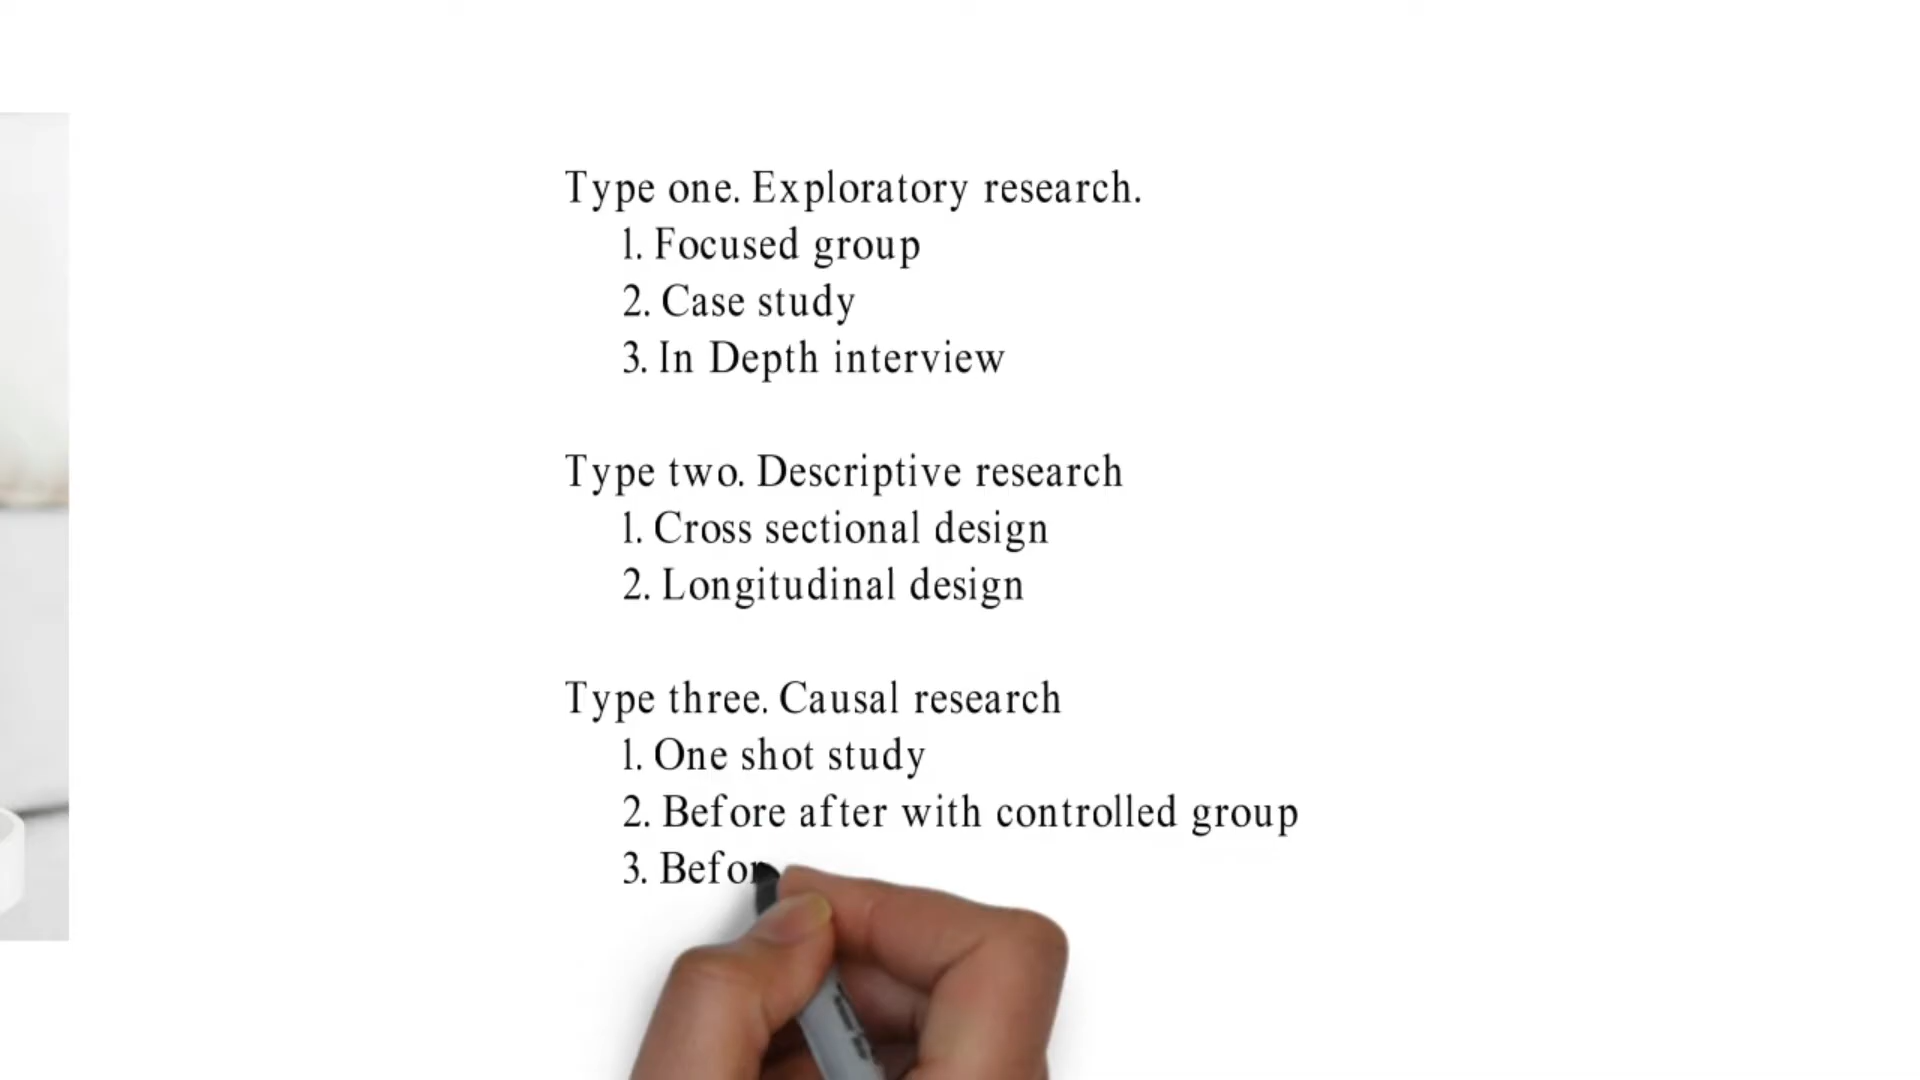 Type one. Exploratory research.
1. Focused group
2. Case study
3. In Depth interview
Type two. Descriptive research
1. Cross sectional design
2. Longitudinal design
Type three. Causal research
1. One shot study
2. Before after with controlled group
3. Befor